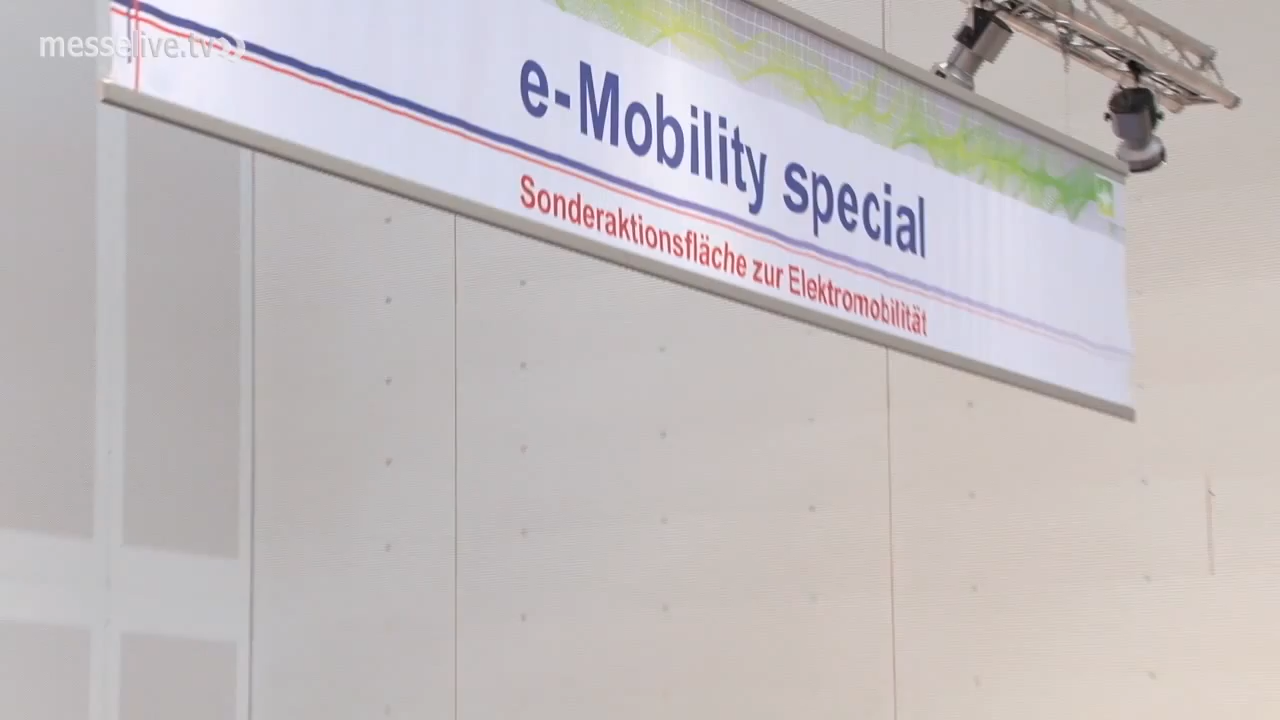 messelive.tv
e-Mobility special
Sonderaktionsfläche zur Elektromobilität